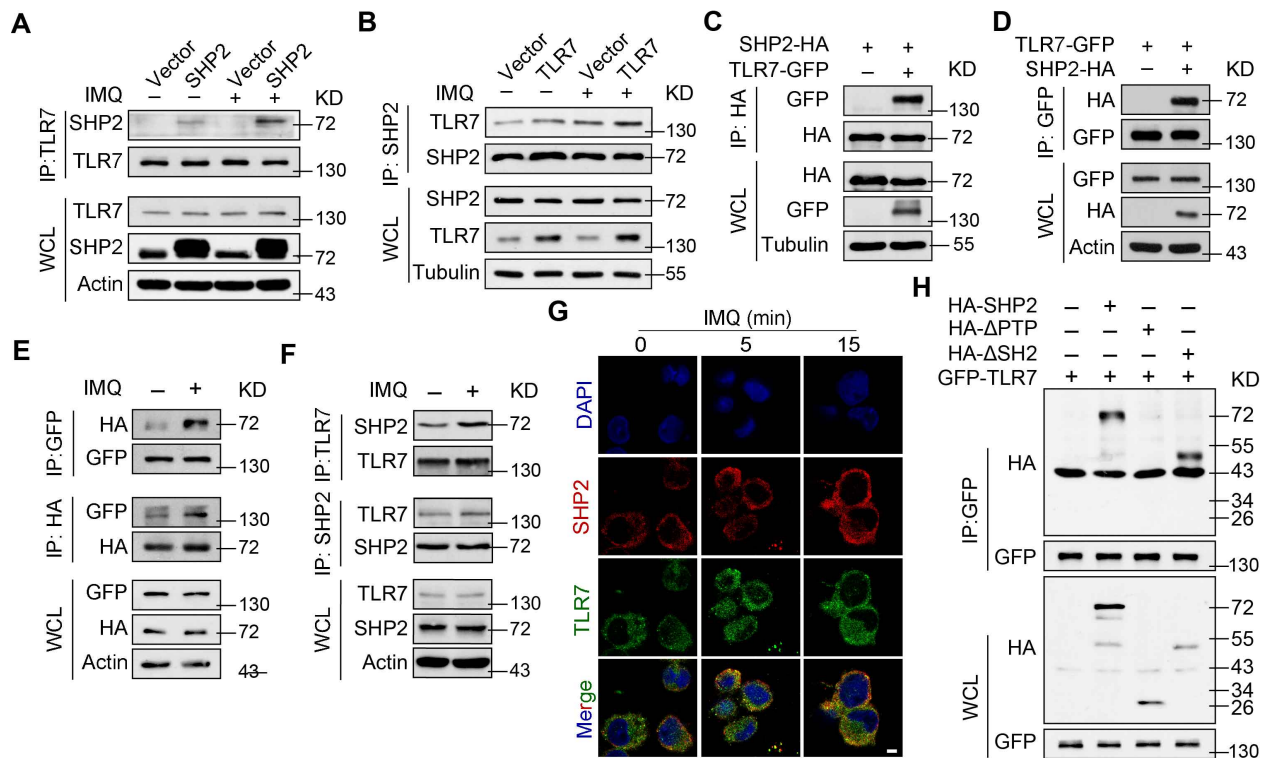 A
Vector SHP2 Vector SHP2
IMQ – – + + KD
IP:TLR7
SHP2 72
TLR7 130
WCL
TLR7 130
SHP2 72
Actin 43
B
Vector TLR7 Vector TLR7
IMQ – – + + KD
IP: SHP2
TLR7 130
SHP2 72
WCL
SHP2 72
TLR7 130
Tubulin 55
C
SHP2-HA + +
TLR7-GFP – + KD
IP: HA
GFP 130
HA 72
WCL
HA 72
GFP 130
Tubulin 55
D
TLR7-GFP + +
SHP2-HA – + KD
IP: GFP
HA 72
GFP 130
WCL
GFP 130
HA 72
Actin 43
E
IMQ – + KD
IP:GFP
HA 72
GFP 130
IP: HA
GFP 130
HA 72
WCL
GFP 130
HA 72
Actin 43
F
IMQ – + KD
IP:TLR7
SHP2 72
TLR7 130
IP: SHP2
TLR7 130
SHP2 72
WCL
TLR7 130
SHP2 72
Actin 43
G
IMQ (min)
0 5 15
DAPI
SHP2
TLR7
Merge
H
HA-SHP2 – + – –
HA-ΔPTP – – + –
HA-ΔSH2 – – – +
GFP-TLR7 + + + + KD
IP:GFP
HA
72
55
43
34
26
GFP 130
WCL
HA
72
55
43
34
26
GFP 130